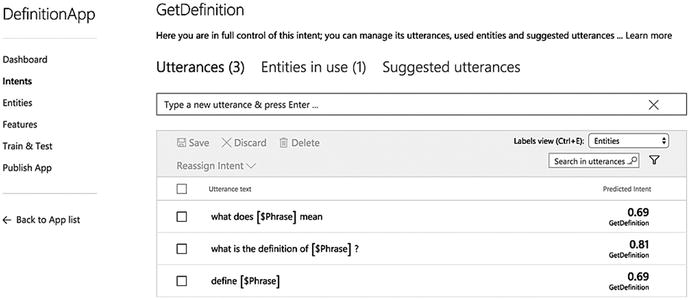 DefinitionApp
Dashboard
Intents
Entities
Features
Train & Test
Publish App
← Back to App list
GetDefinition
Here you are in full control of this intent; you can manage its utterances, used entities and suggested utterances ... Learn more
Utterances (3) Entities in use (1) Suggested utterances
Type a new utterance & press Enter ...
Save Discard Delete Labels view (Ctrl+E): Entities
Reassign Intent Search in utterances ..
Utterance text Predicted Intent
what does [$Phrase] mean 0.69
GetDefinition
what is the definition of [$Phrase] ? 0.81
GetDefinition
define [$Phrase] 0.69
GetDefinition